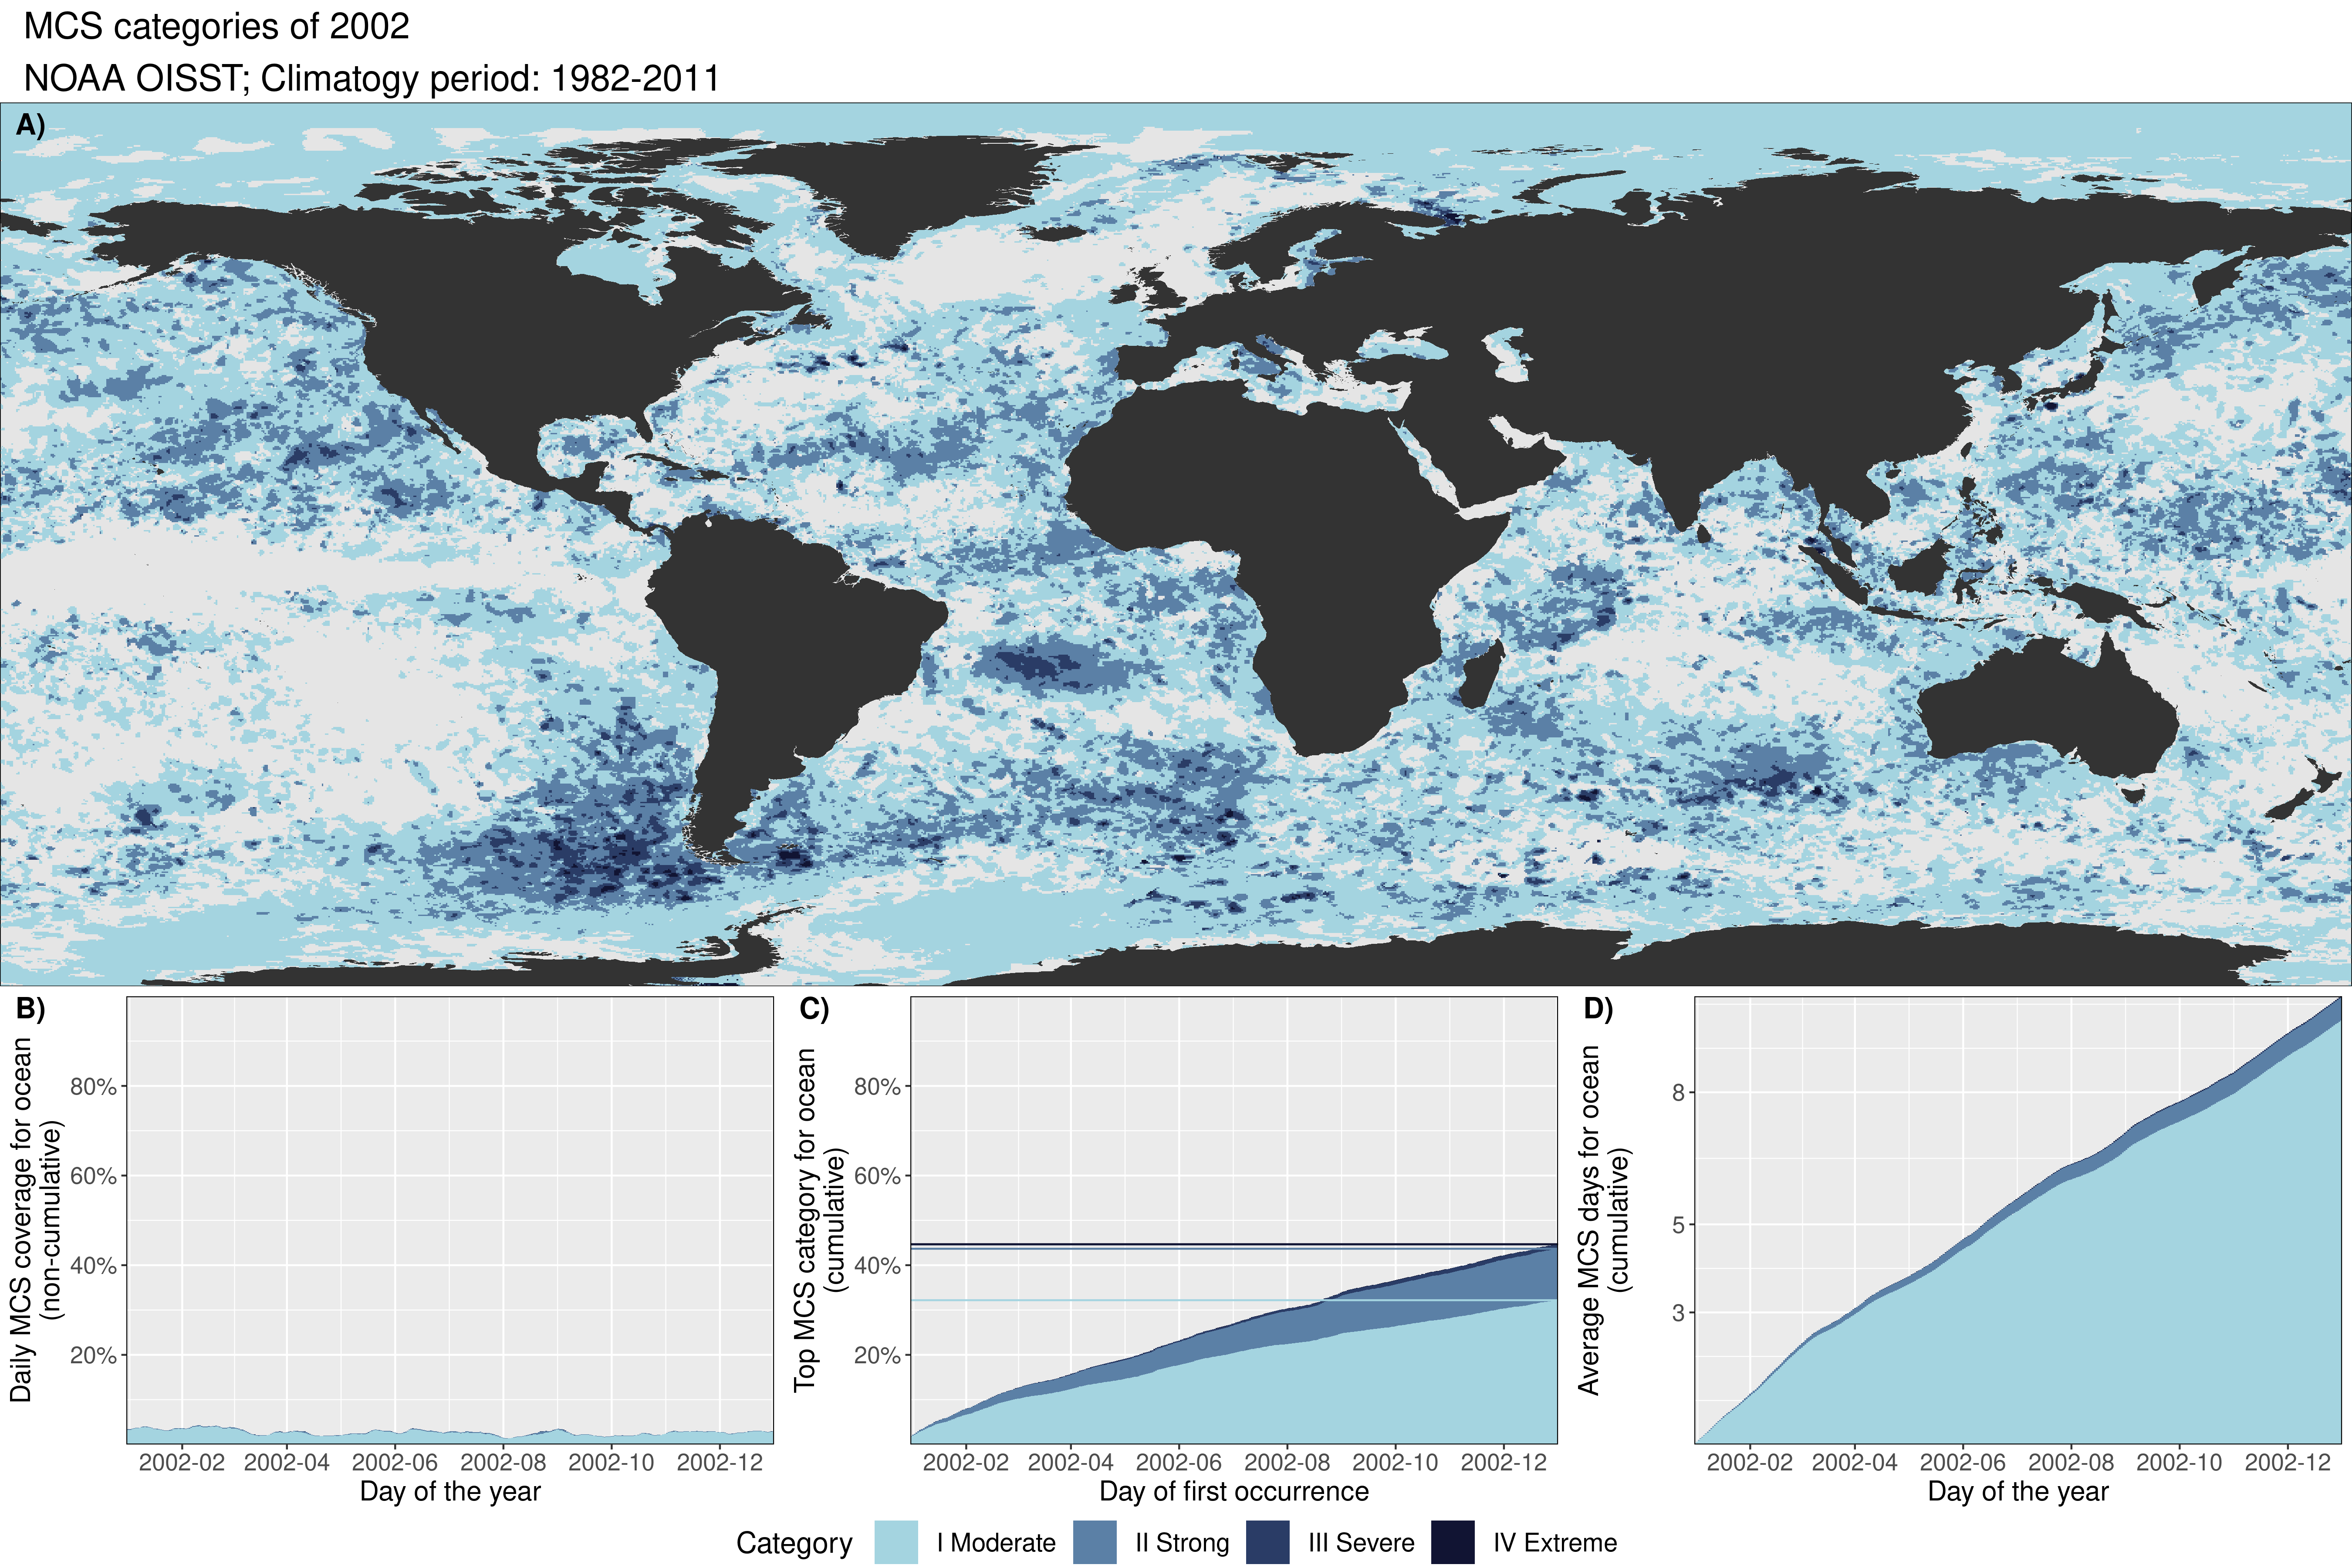 MCS categories of 2002
NOAA OISST; Climatogy period: 1982-2011
A)
B)
Daily MCS coverage for ocean
(non-cumulative)
80%
60%
40%
20%
2002-02 2002-04 2002-06 2002-08 2002-10 2002-12
Day of the year
C)
Top MCS category for ocean
(cumulative)
80%
60%
40%
20%
2002-02 2002-04 2002-06 2002-08 2002-10 2002-12
Day of first occurrence
D)
Average MCS days for ocean
(cumulative)
8
5
3
2002-02 2002-04 2002-06 2002-08 2002-10 2002-12
Day of the year
Category I Moderate II Strong III Severe IV Extreme